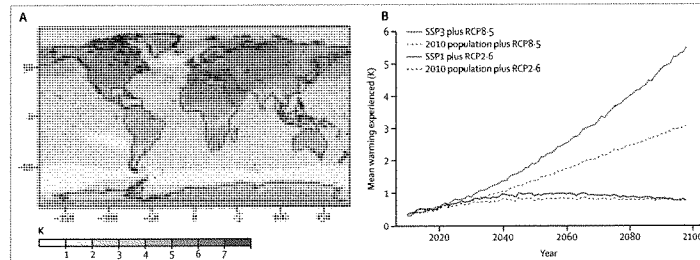 A
K
1 2 3 4 5 6 7
B
SSP3 plus RCP8·5
2010 population plus RCP8·5
SSP1 plus RCP2·6
2010 population plus RCP2·6
Mean warming experienced (K)
6
5
4
3
2
1
0
2020 2040 2060 2080 2100
Year